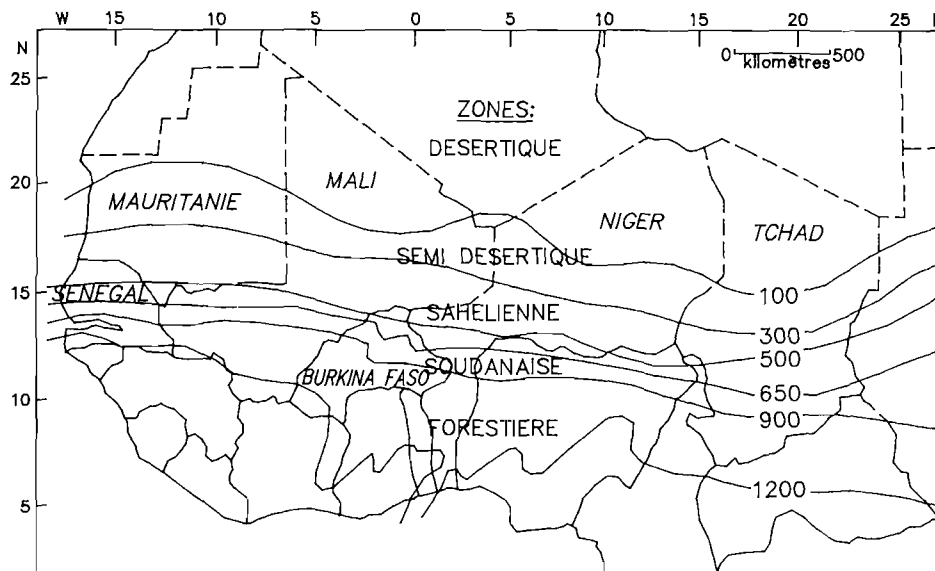 W 15 10 5 0 5 10 15 20 25
N
25
20
15
10
5
0 500
kilomètres
ZONES:
DESERTIQUE
MALI
MAURITANIE
NIGER
TCHAD
SEMI DESERTIQUE
SENEGAL
100
SAHELIENNE
300
500
SOUDANAISE
BURKINA FASO
650
900
FORESTIERE
1200